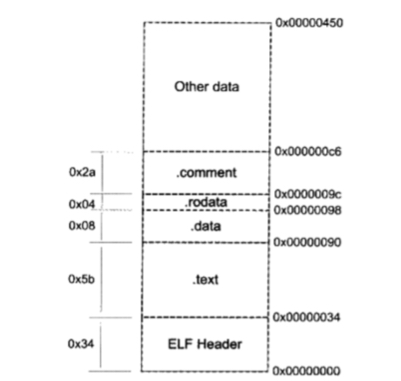 0x00000450
Other data
0x000000c6
0x2a
.comment
0x0000009c
0x04
.rodata
0x00000098
0x08
.data
0x00000090
0x5b
.text
0x00000034
0x34
ELF Header
0x00000000